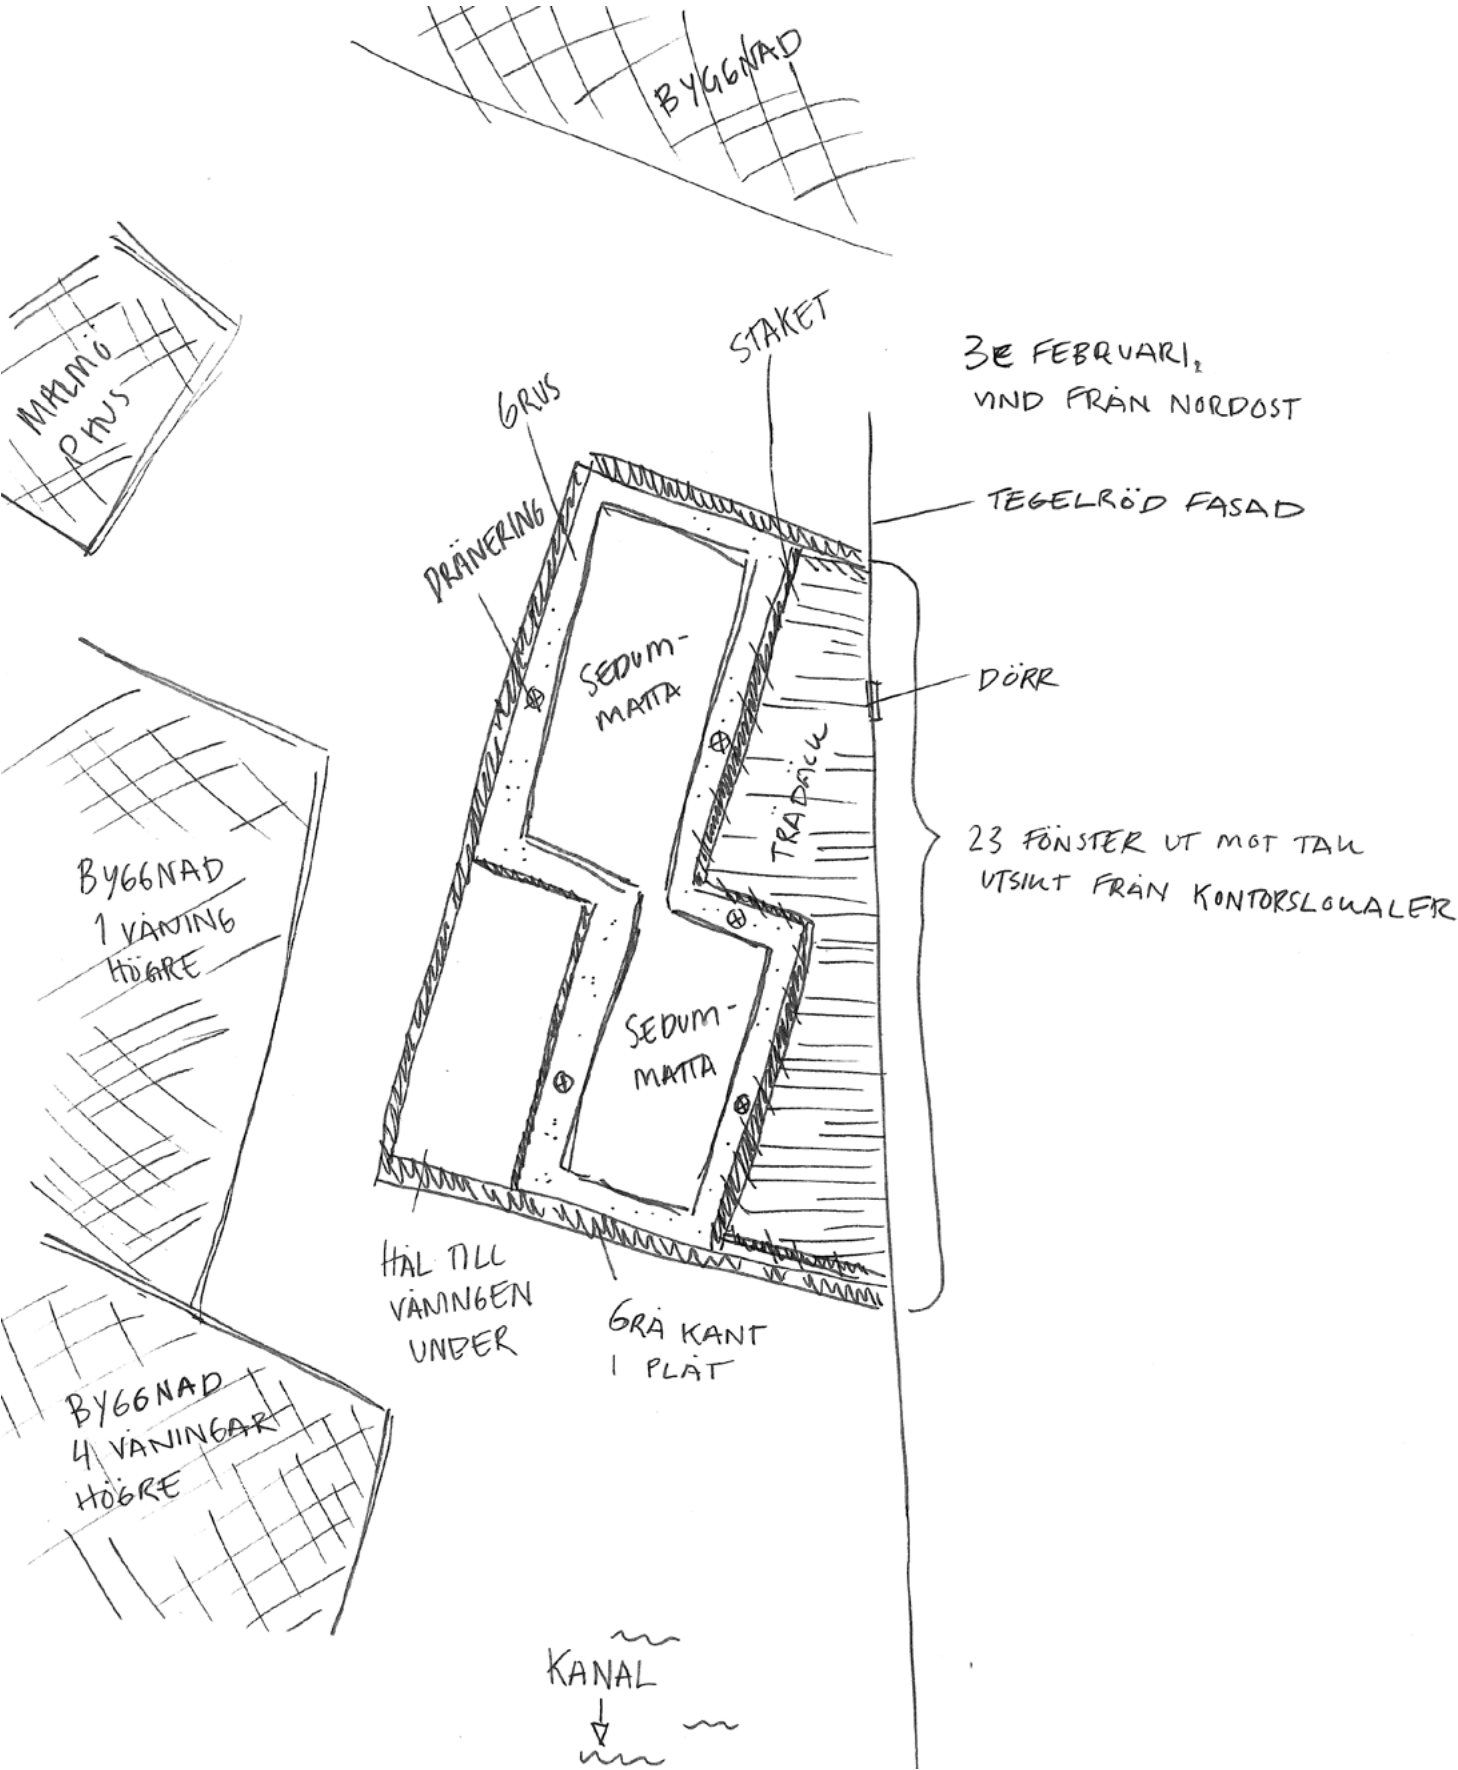 BYGGNAD
MALMÖ
P HUS
STAKET
3E FEBRUARI,
VIND FRÅN NORDOST
GRUS
TEGELRÖD FASAD
DRÄNERING
SEDUM-
MATTA
DÖRR
TRÄDÄCK
23 FÖNSTER UT MOT TAK
UTSIKT FRÅN KONTORSLOKALER
BYGGNAD
1 VÅNING
HÖGRE
SEDUM-
MATTA
HÅL TILL
VÅNINGEN
UNDER
GRÅ KANT
I PLÅT
BYGGNAD
4 VÅNINGAR
HÖGRE
KANAL